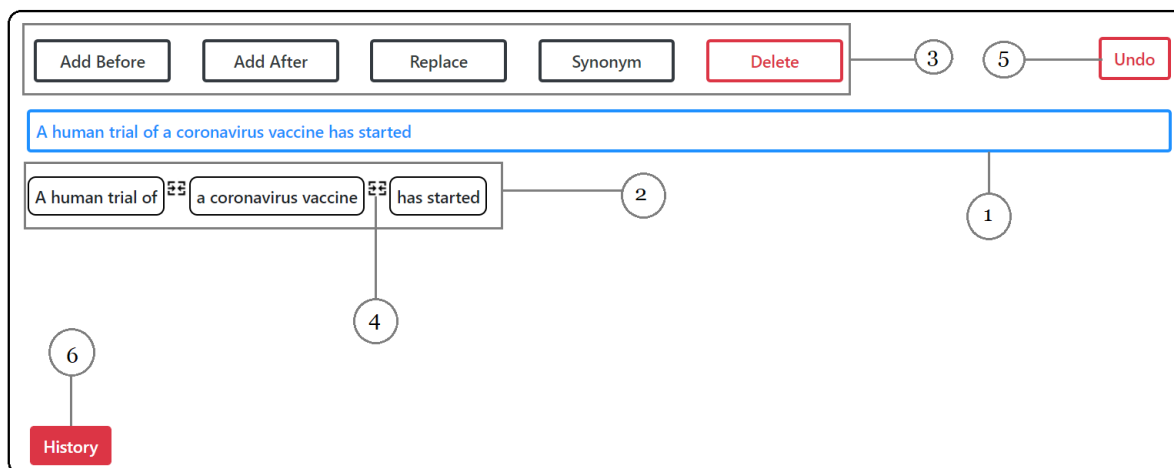 Add Before Add After Replace Synonym Delete 3 5 Undo
A human trial of a coronavirus vaccine has started
A human trial of a coronavirus vaccine has started 2
1
4
6
History